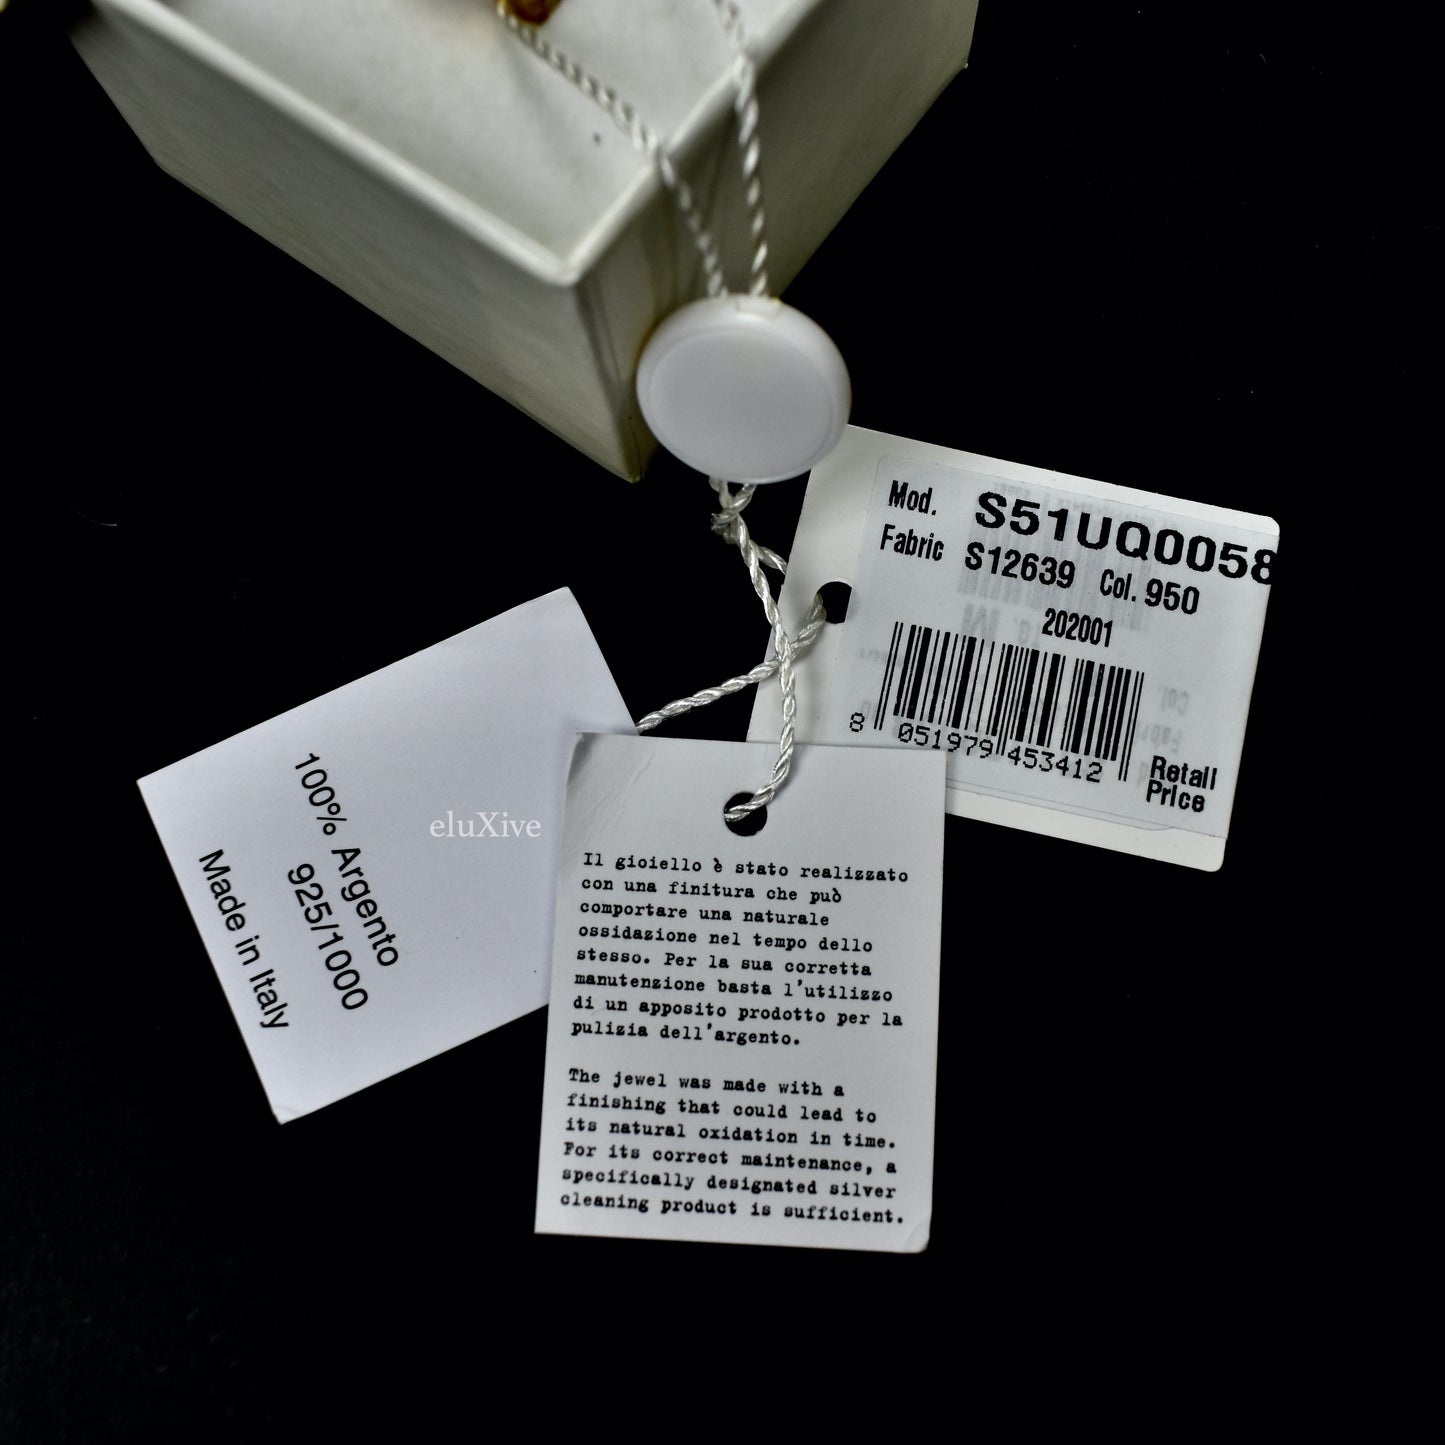 Mod. S51UQ0058
Fabric S12639 Col. 950
202001
8 051979 453412
Retail
Price
100% Argento
925/1000
Made in Italy
eluXive
Il gioiello è stato realizzato
con una finitura che può
comportare una naturale
ossidazione nel tempo dello
stesso. Per la sua corretta
manutenzione basta l'utilizzo
di un apposito prodotto per la
pulizia dell'argento.
The jewel was made with a
finishing that could lead to
its natural oxidation in time.
For its correct maintenance, a
specifically designated silver
cleaning product is sufficient.